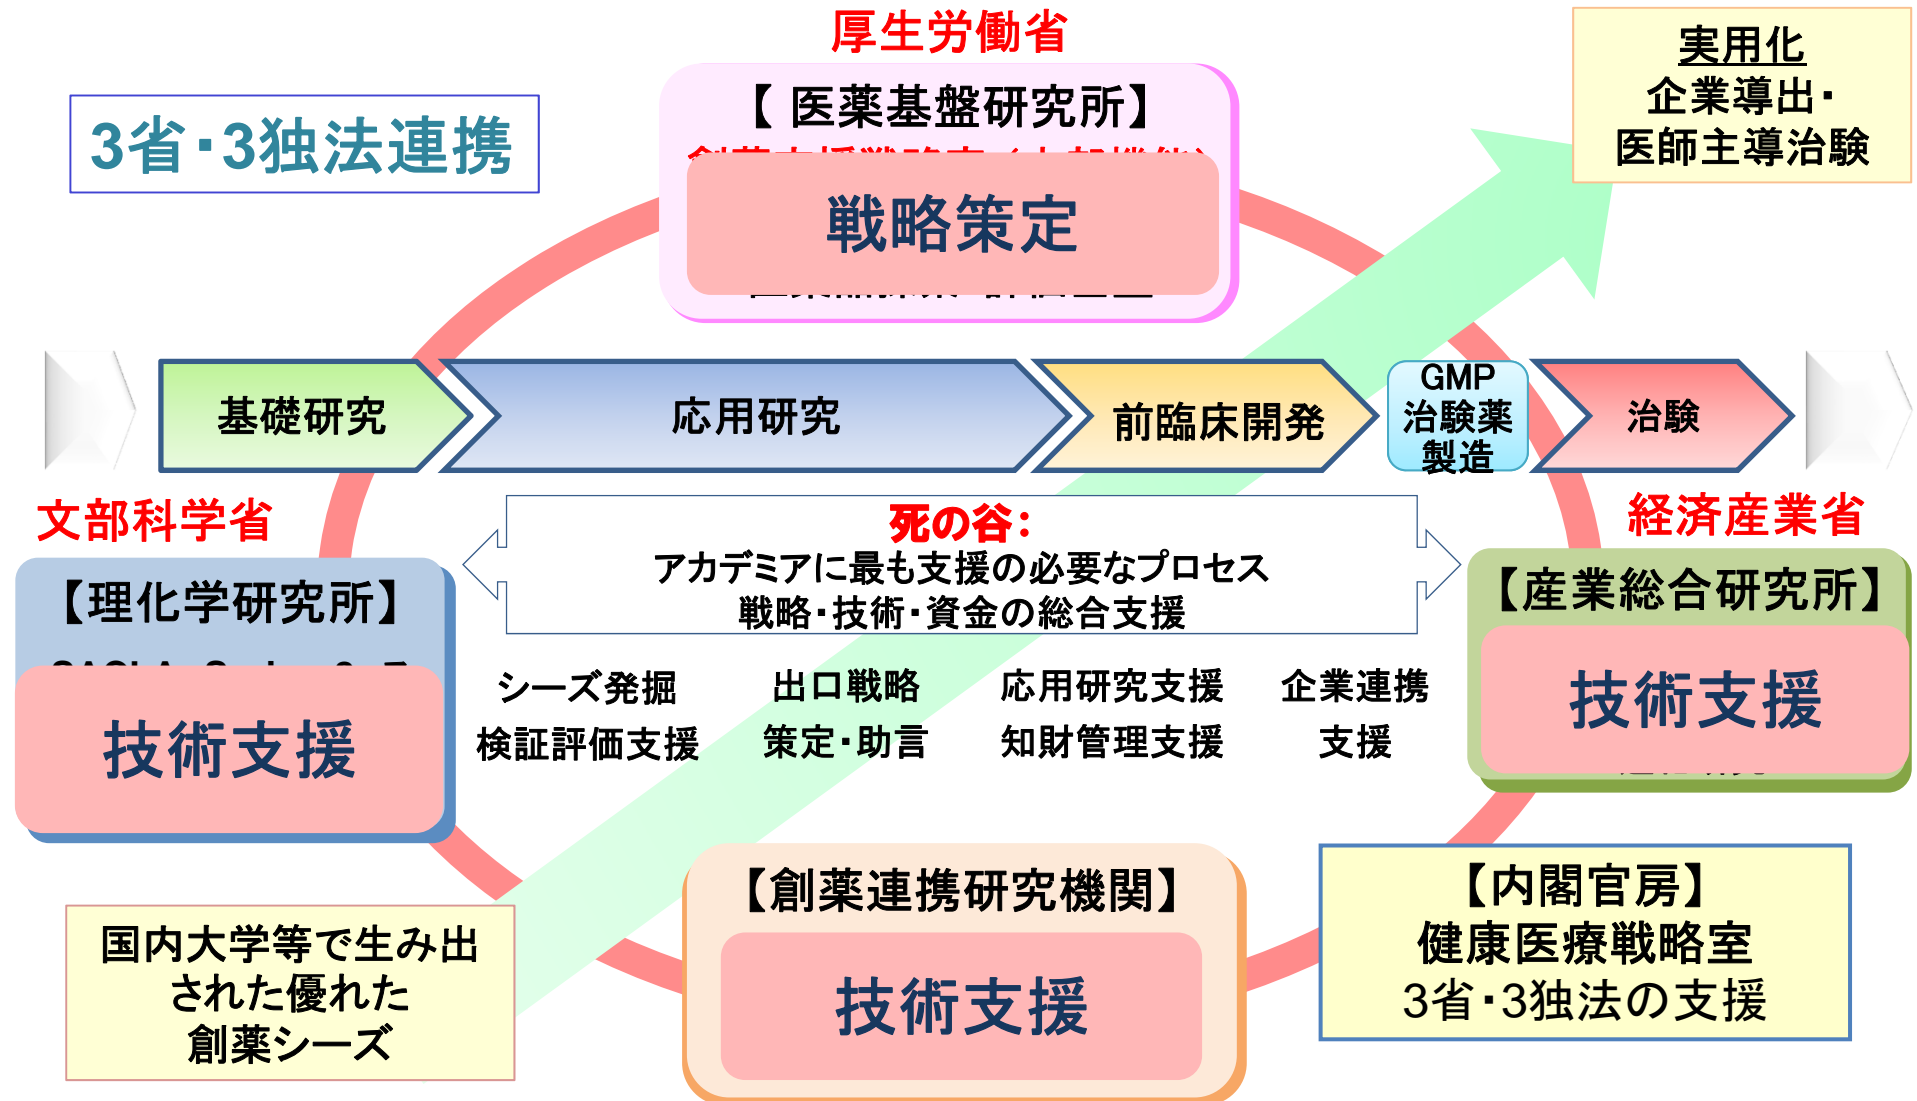 厚生労働省
【 医薬基盤研究所】
戦略策定
3省・3独法連携
実用化
企業導出・
医師主導治験
基礎研究
応用研究
前臨床開発
GMP
治験薬
製造
治験
文部科学省
【理化学研究所】
技術支援
死の谷：
アカデミアに最も支援の必要なプロセス
戦略・技術・資金の総合支援
経済産業省
【産業総合研究所】
技術支援
シーズ発掘
検証評価支援
出口戦略
策定・助言
応用研究支援
知財管理支援
企業連携
支援
国内大学等で生み出
された優れた
創薬シーズ
【創薬連携研究機関】
技術支援
【内閣官房】
健康医療戦略室
3省・3独法の支援